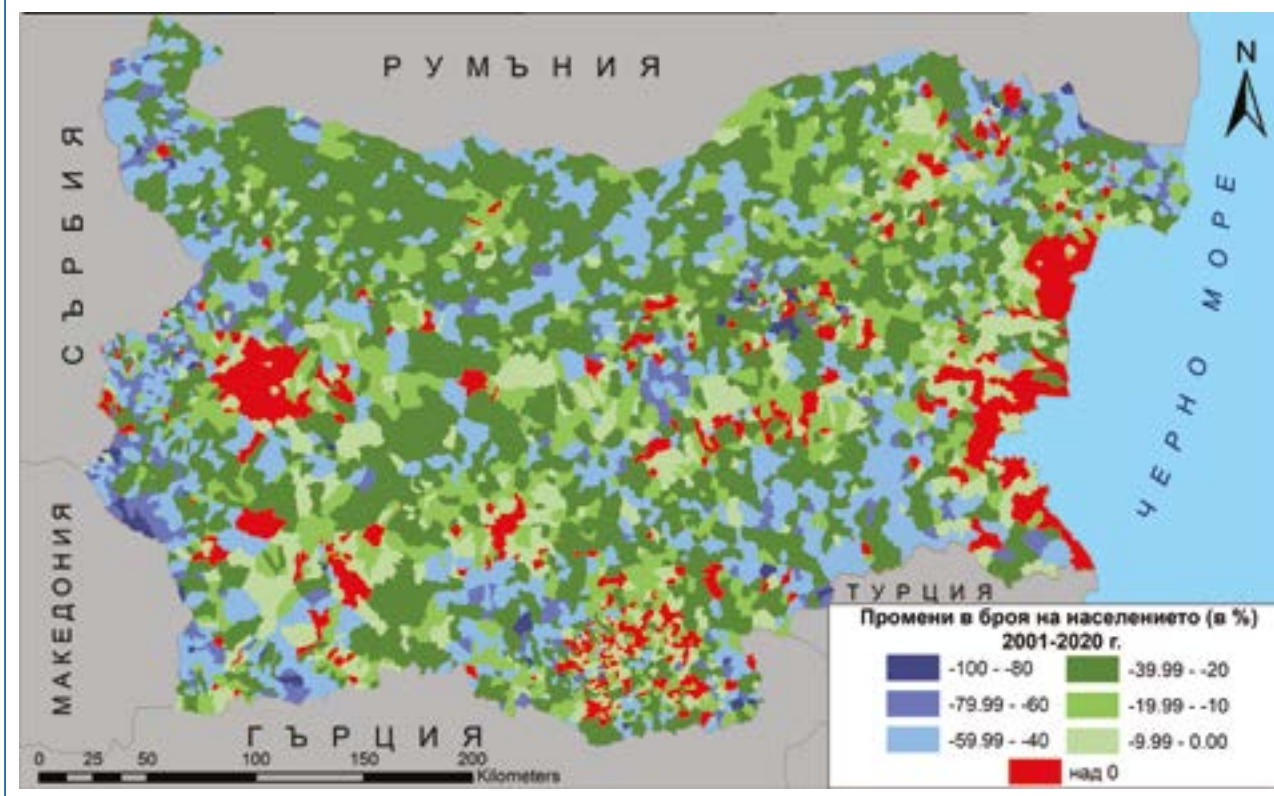 РУМЪНИЯ
N
СЪРБИЯ
ЧЕРНО МОРЕ
МАКЕДОНИЯ
ТУРЦИЯ
ГЪРЦИЯ
Промени в броя на населението (в %)
2001-2020 г.
-100 - -80
-39.99 - -20
-79.99 - -60
-19.99 - -10
-59.99 - -40
-9.99 - 0.00
над 0
0 25 50 100 150 200
Kilometers